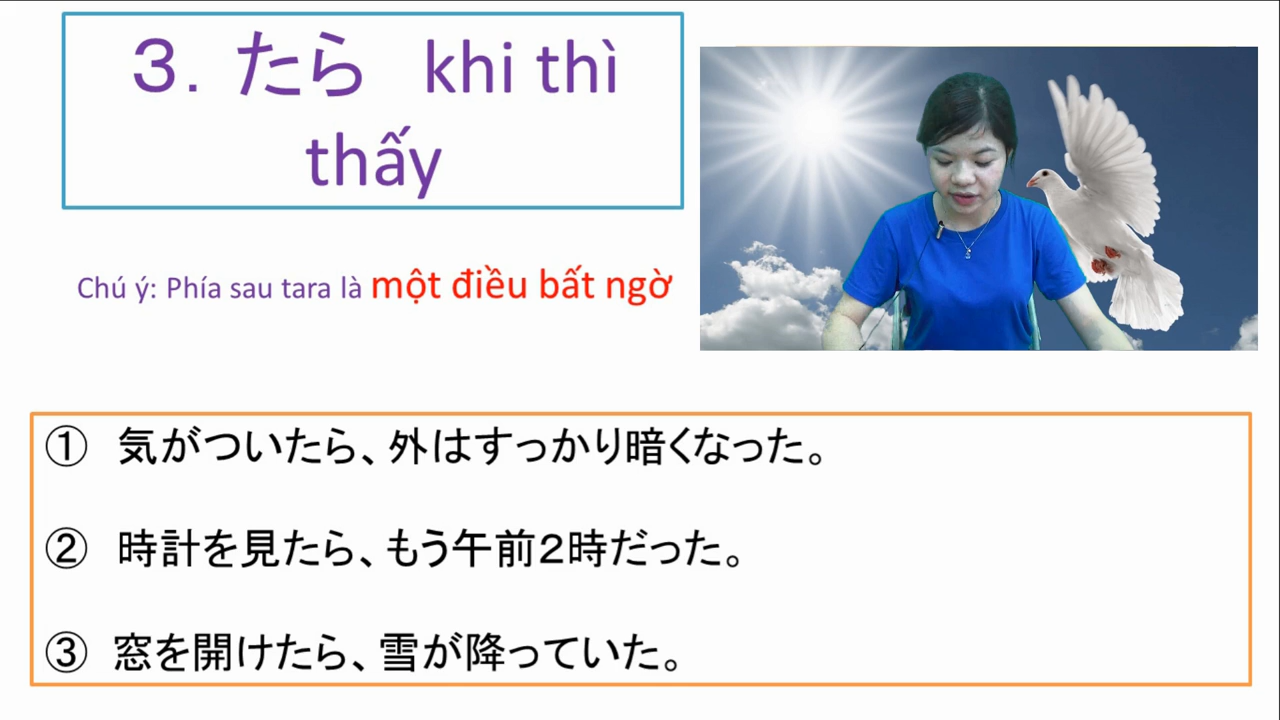 ３．たら　khi thì
thấy
Chú ý: Phía sau tara là một điều bất ngờ
①　気がついたら、外はすっかり暗くなった。
②　時計を見たら、もう午前２時だった。
③　窓を開けたら、雪が降っていた。